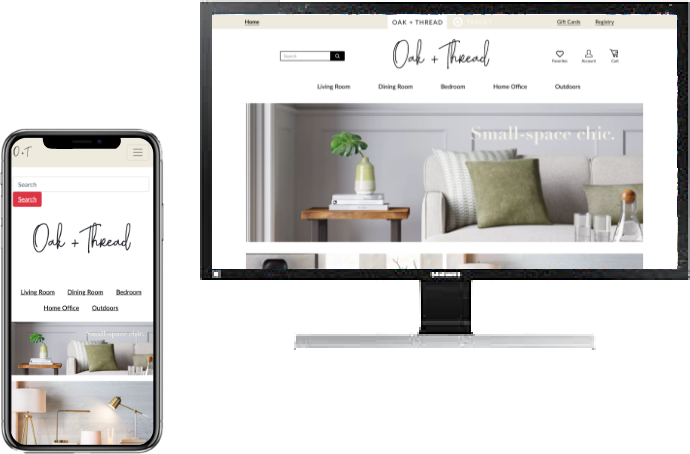 Home
OAK + THREAD
Gift Cards
Registry
Search
Oak + Thread
Favorites
Account
Cart
Living Room
Dining Room
Bedroom
Home Office
Outdoors
Small-space chic.
O+T
Search
Search
Oak + Thread
Living Room
Dining Room
Bedroom
Home Office
Outdoors
Small-space chic.